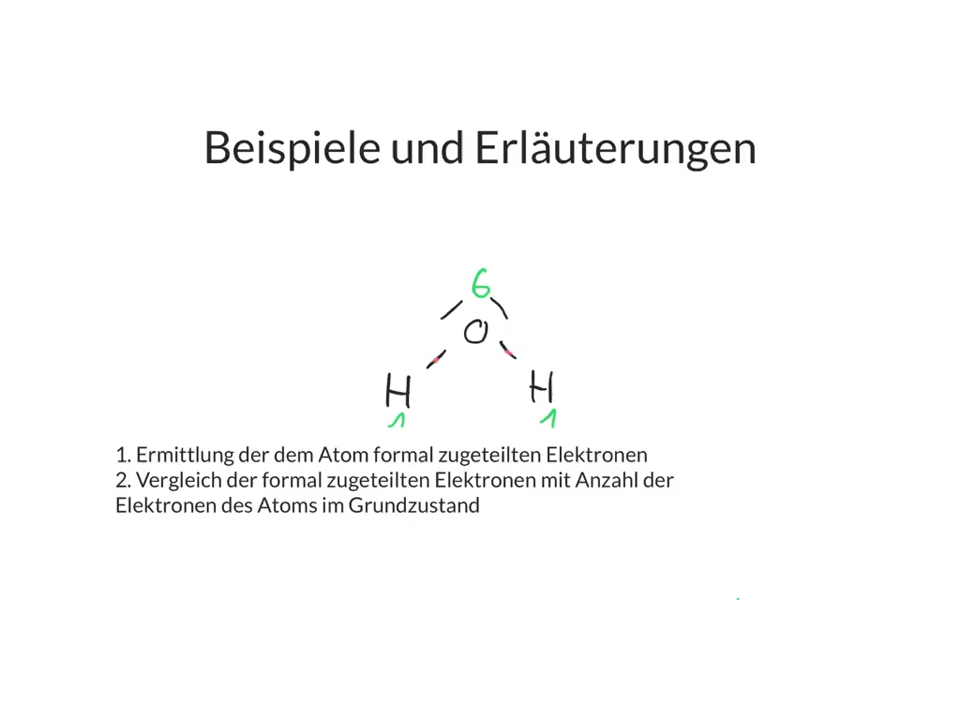 Beispiele und Erläuterungen
6
O
H H
1 1
1. Ermittlung der dem Atom formal zugeteilten Elektronen
2. Vergleich der formal zugeteilten Elektronen mit Anzahl der
Elektronen des Atoms im Grundzustand